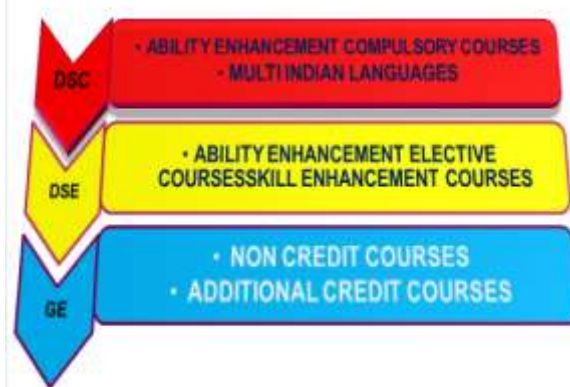 DSC
• ABILITY ENHANCEMENT COMPULSORY COURSES
• MULTI INDIAN LANGUAGES
DSE
• ABILITY ENHANCEMENT ELECTIVE
COURSESSKILL ENHANCEMENT COURSES
GE
• NON CREDIT COURSES
• ADDITIONAL CREDIT COURSES